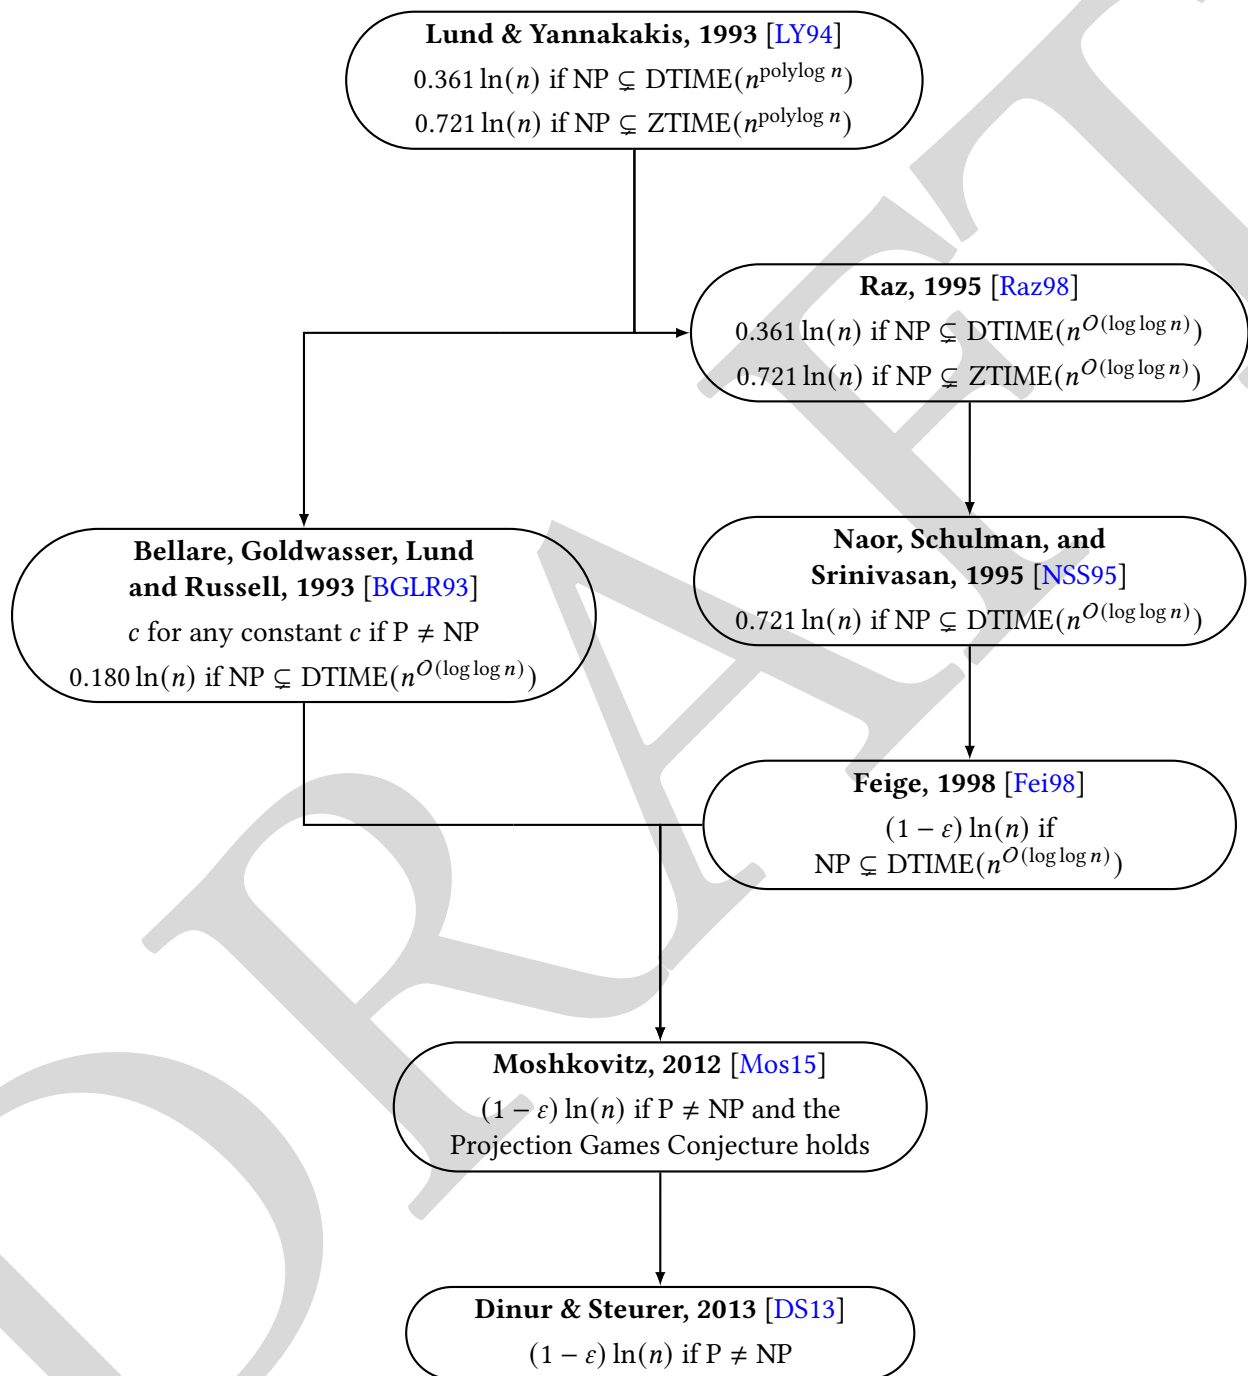 Lund & Yannakakis, 1993 [LY94]
0.361 ln(n) if NP ⊊ DTIME(n^{polylog n})
0.721 ln(n) if NP ⊊ ZTIME(n^{polylog n})
Raz, 1995 [Raz98]
0.361 ln(n) if NP ⊊ DTIME(n^{O(log log n)})
0.721 ln(n) if NP ⊊ ZTIME(n^{O(log log n)})
Bellare, Goldwasser, Lund
and Russell, 1993 [BGLR93]
c for any constant c if P ≠ NP
0.180 ln(n) if NP ⊊ DTIME(n^{O(log log n)})
Naor, Schulman, and
Srinivasan, 1995 [NSS95]
0.721 ln(n) if NP ⊊ DTIME(n^{O(log log n)})
Feige, 1998 [Fei98]
(1 − ε) ln(n) if
NP ⊊ DTIME(n^{O(log log n)})
Moshkovitz, 2012 [Mos15]
(1 − ε) ln(n) if P ≠ NP and the
Projection Games Conjecture holds
Dinur & Steurer, 2013 [DS13]
(1 − ε) ln(n) if P ≠ NP
DRAFT